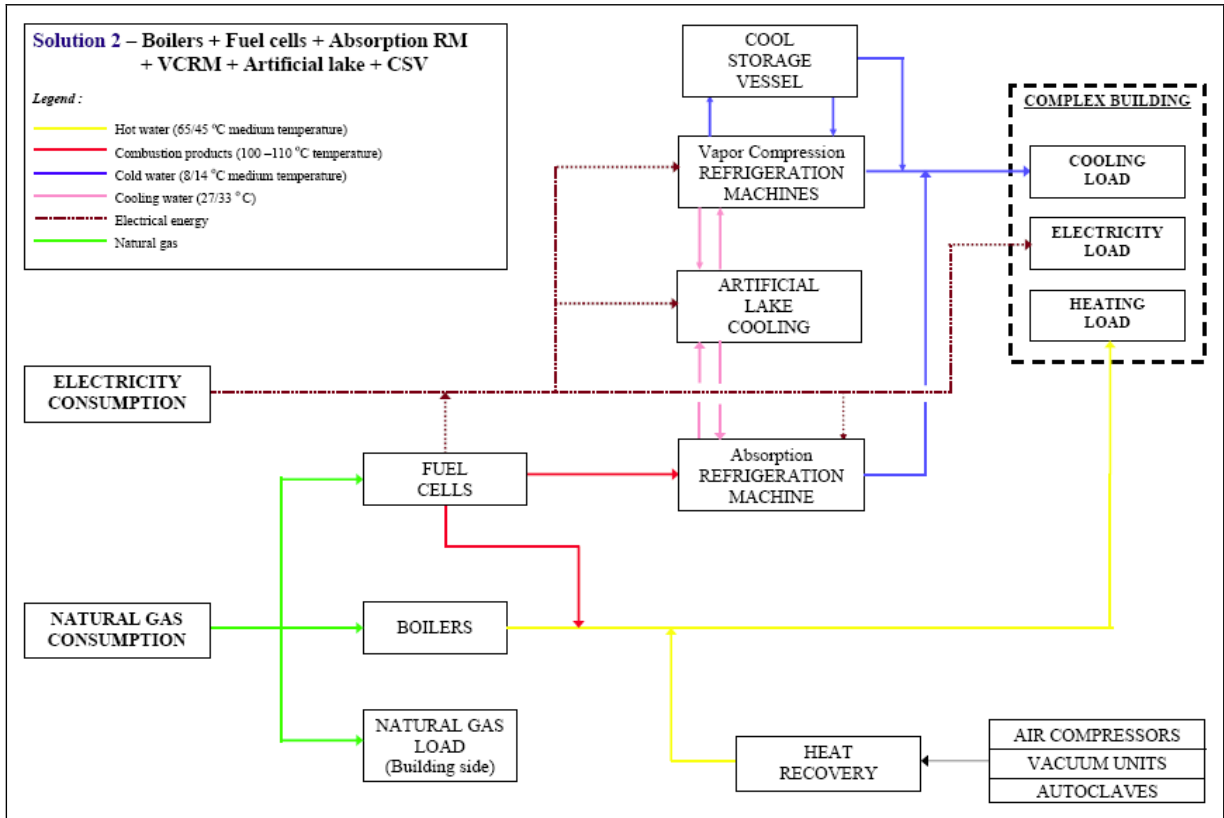 Solution 2 – Boilers + Fuel cells + Absorption RM
+ VCRM + Artificial lake + CSV
Legend :
Hot water (65/45 °C medium temperature)
Combustion products (100 –110 °C temperature)
Cold water (8/14 °C medium temperature)
Cooling water (27/33 °C)
Electrical energy
Natural gas
COOL
STORAGE
VESSEL
COMPLEX BUILDING
Vapor Compression
REFRIGERATION
MACHINES
COOLING
LOAD
ELECTRICITY
LOAD
ARTIFICIAL
LAKE
COOLING
HEATING
LOAD
ELECTRICITY
CONSUMPTION
FUEL
CELLS
Absorption
REFRIGERATION
MACHINE
NATURAL GAS
CONSUMPTION
BOILERS
NATURAL GAS
LOAD
(Building side)
HEAT
RECOVERY
AIR COMPRESSORS
VACUUM UNITS
AUTOCLAVES